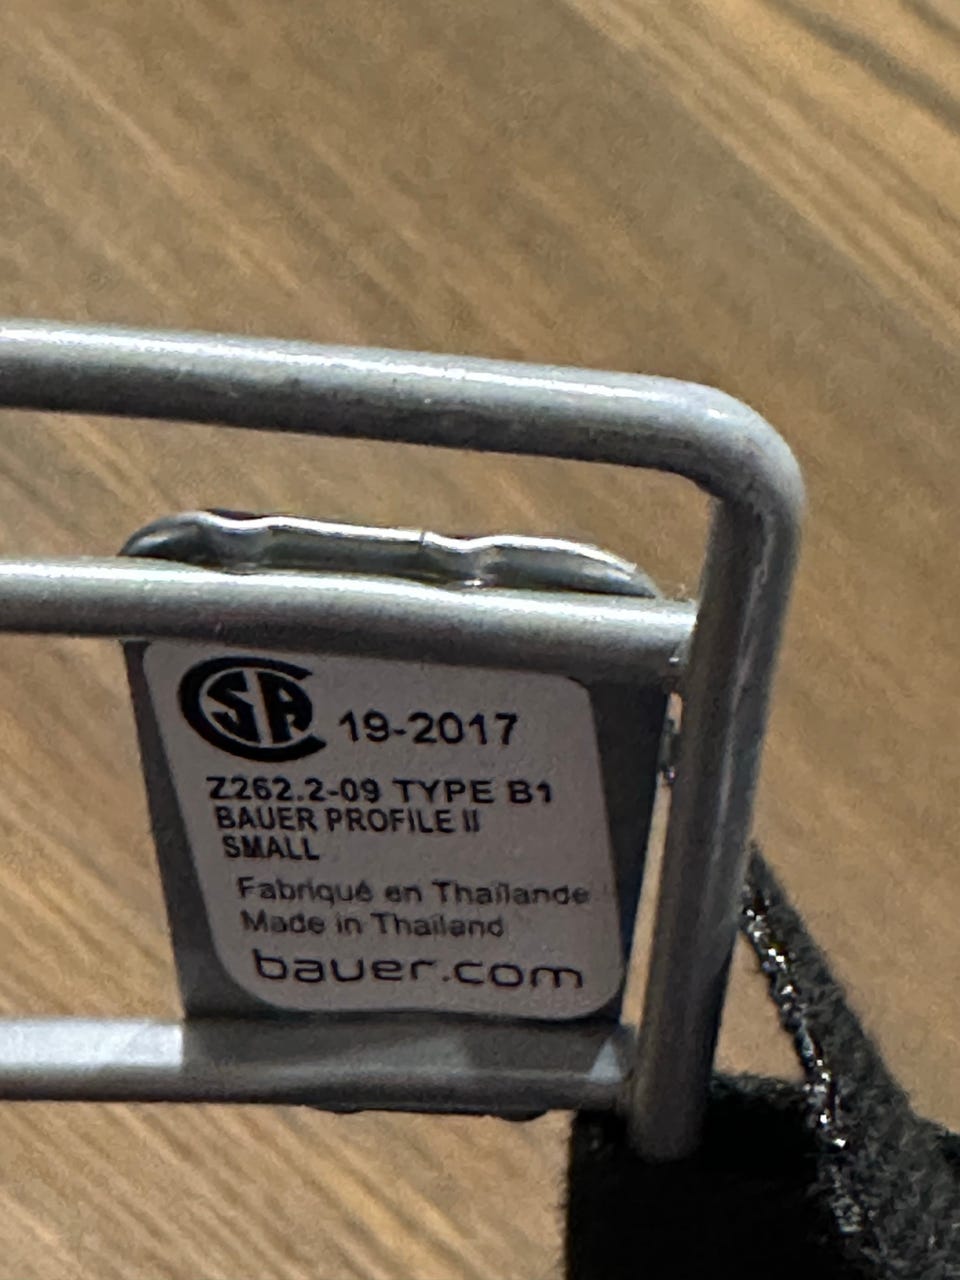 CSA 19-2017
Z262.2-09 TYPE B1
BAUER PROFILE II
SMALL
Fabriqué en Thaïlande
Made in Thailand
bauer.com